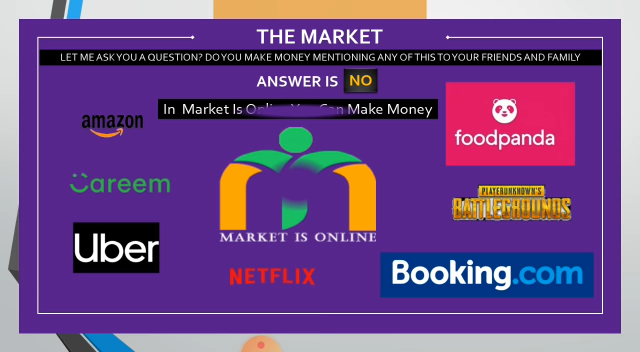 THE MARKET
LET ME ASK YOU A QUESTION? DO YOU MAKE MONEY MENTIONING ANY OF THIS TO YOUR FRIENDS AND FAMILY
ANSWER IS NO
In Market Is Can Make Money
amazon
foodpanda
Careem
PLAYERUNKNOWN'S
BATTLEGROUNDS
Uber
MARKET IS ONLINE
NETFLIX
Booking.com